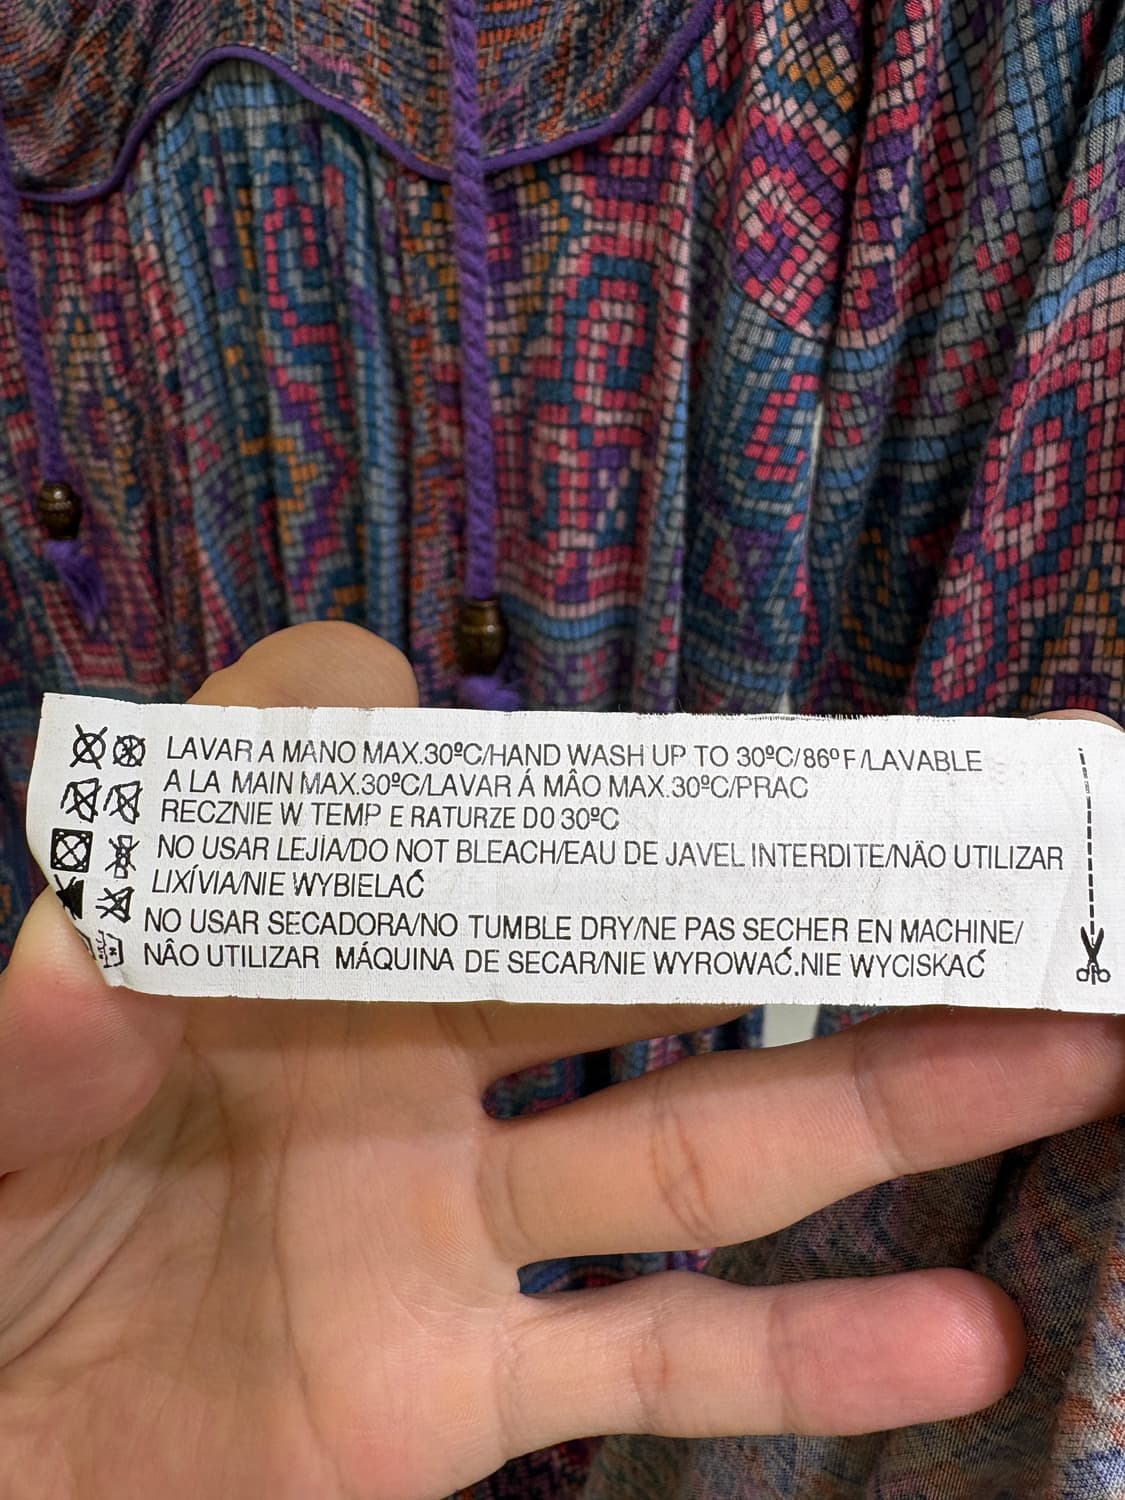 LAVAR A MANO MAX.30ºC/HAND WASH UP TO 30ºC/86ºF/LAVABLE
A LA MAIN MAX.30ºC/LAVAR Á MÂO MAX.30ºC/PRAC
RECZNIE W TEMP E RATURZE DO 30ºC
NO USAR LEJÌA/DO NOT BLEACH/EAU DE JAVEL INTERDITE/NÄO UTILIZAR
LIXÍVIA/NIE WYBIELAĆ
NO USAR SECADORA/NO TUMBLE DRY/NE PAS SECHER EN MACHINE/
NÂO UTILIZAR MÁQUINA DE SECAR/NIE WYROWAĆ.NIE WYCISKAĆ